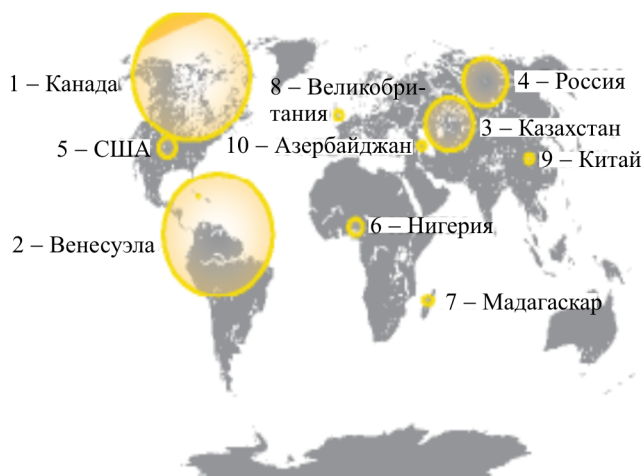 1 – Канада
8 – Великобри-
тания
4 – Россия
3 – Казахстан
5 – США
10 – Азербайджан
9 – Китай
2 – Венесуэла
6 – Нигерия
7 – Мадагаскар